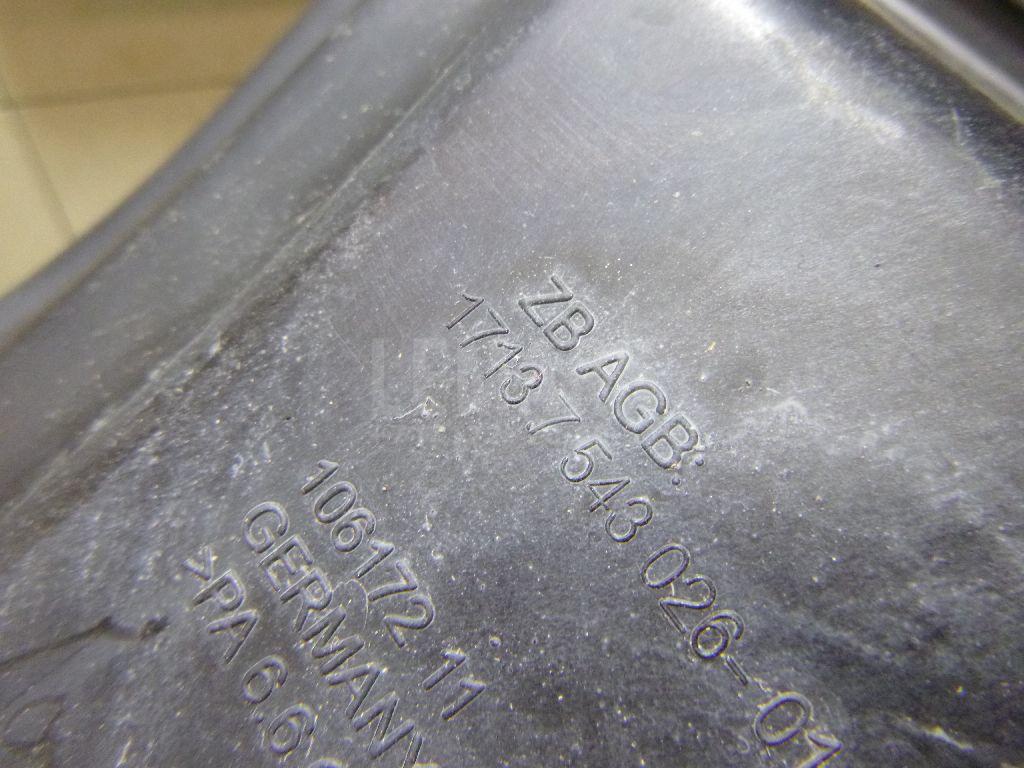 ZB AGB:
1713 7 543 026-01
106172 11
GERMANY
>PA 6.6